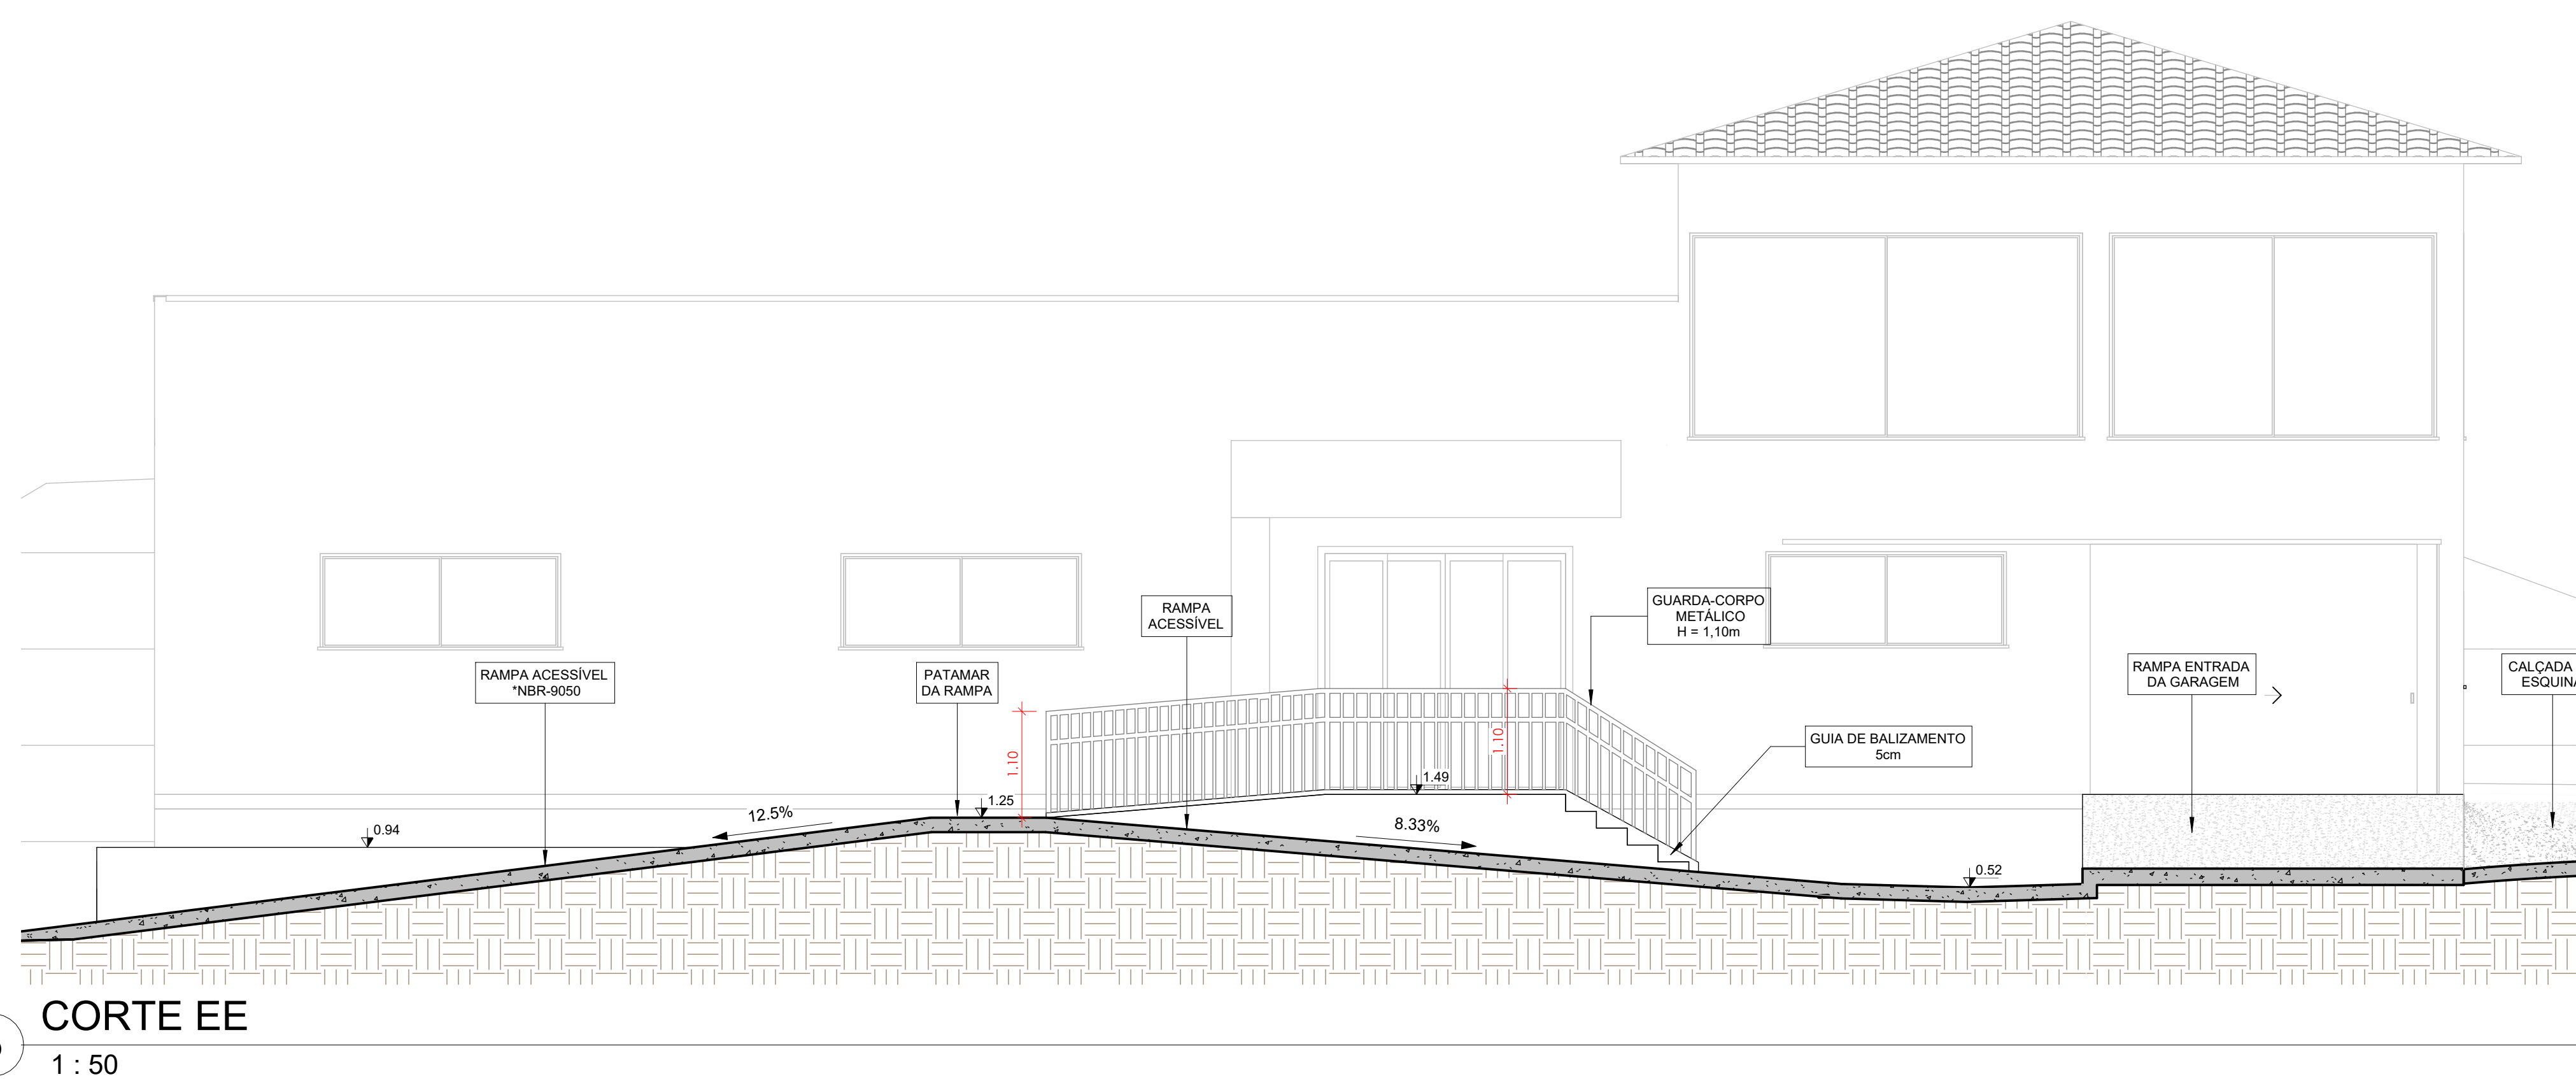 RAMPA
ACESSÍVEL
GUARDA-CORPO
METÁLICO
H = 1,10m
RAMPA ACESSÍVEL
*NBR-9050
PATAMAR
DA RAMPA
RAMPA ENTRADA
DA GARAGEM
CALÇADA
ESQUINA
GUIA DE BALIZAMENTO
5cm
1.10
1.10
1.49
1.25
12.5%
0.94
8.33%
0.52
CORTE EE
1 : 50